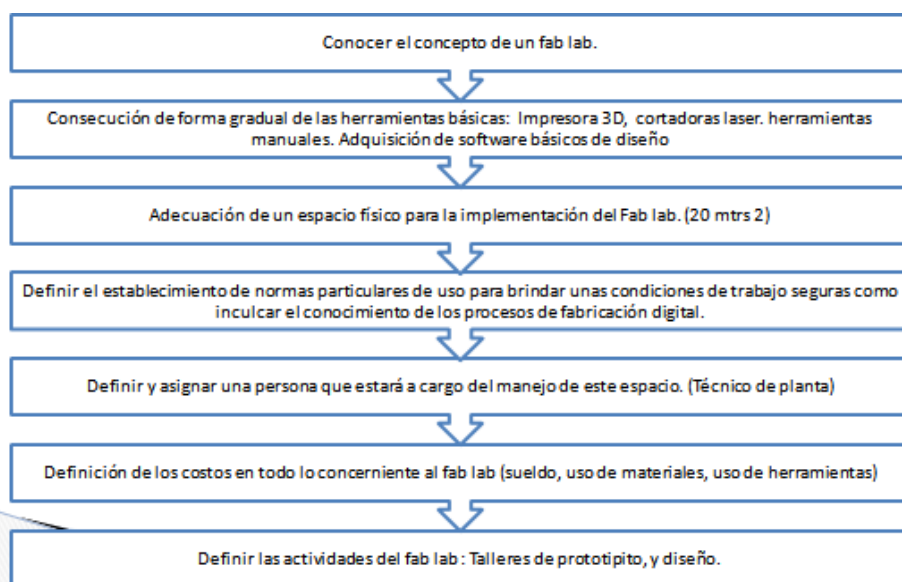 Conocer el concepto de un fab lab.
Consecución de forma gradual de las herramientas básicas: Impresora 3D, cortadoras laser. herramientas
manuales. Adquisición de software básicos de diseño
Adecuación de un espacio físico para la implementación del Fab lab. (20 mtrs 2)
Definir el establecimiento de normas particulares de uso para brindar unas condiciones de trabajo seguras como
inculcar el conocimiento de los procesos de fabricación digital.
Definir y asignar una persona que estará a cargo del manejo de este espacio. (Técnico de planta)
Definición de los costos en todo lo concerniente al fab lab (sueldo, uso de materiales, uso de herramientas)
Definir las actividades del fab lab : Talleres de prototipito, y diseño.